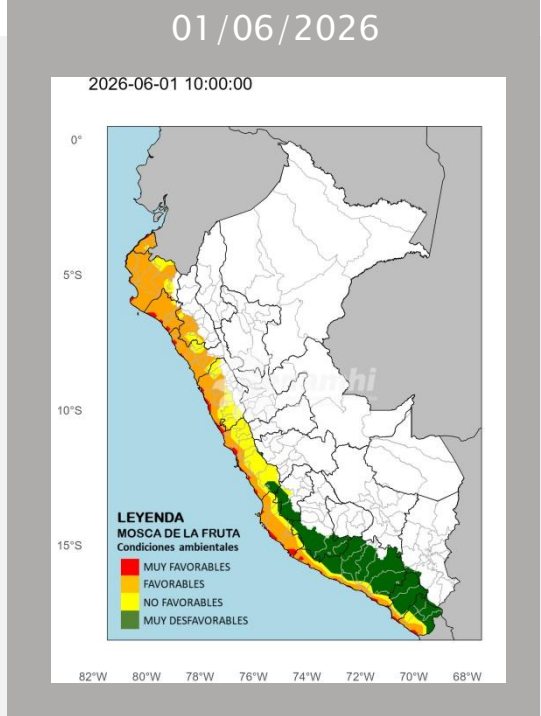 01/06/2026
2026-06-01 10:00:00
0°
5°S
10°S
15°S
LEYENDA
MOSCA DE LA FRUTA
Condiciones ambientales
MUY FAVORABLES
FAVORABLES
NO FAVORABLES
MUY DESFAVORABLES
82°W 80°W 78°W 76°W 74°W 72°W 70°W 68°W